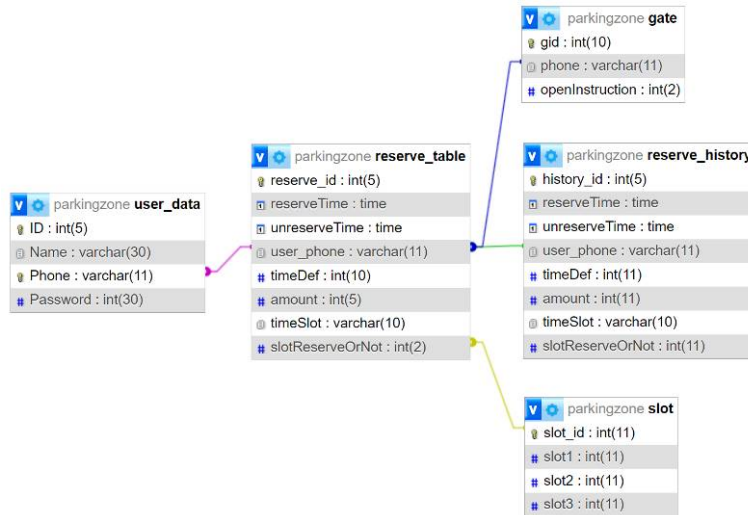 parkingzone gate
gid : int(10)
phone : varchar(11)
# openInstruction : int(2)
parkingzone user_data
ID : int(5)
Name : varchar(30)
Phone : varchar(11)
# Password : int(30)
parkingzone reserve_table
reserve_id : int(5)
reserveTime : time
unreserveTime : time
user_phone : varchar(11)
# timeDef : int(10)
# amount : int(5)
timeSlot : varchar(10)
# slotReserveOrNot : int(2)
parkingzone reserve_history
history_id : int(5)
reserveTime : time
unreserveTime : time
user_phone : varchar(11)
# timeDef : int(11)
# amount : int(11)
timeSlot : varchar(10)
# slotReserveOrNot : int(11)
parkingzone slot
slot_id : int(11)
# slot1 : int(11)
# slot2 : int(11)
# slot3 : int(11)